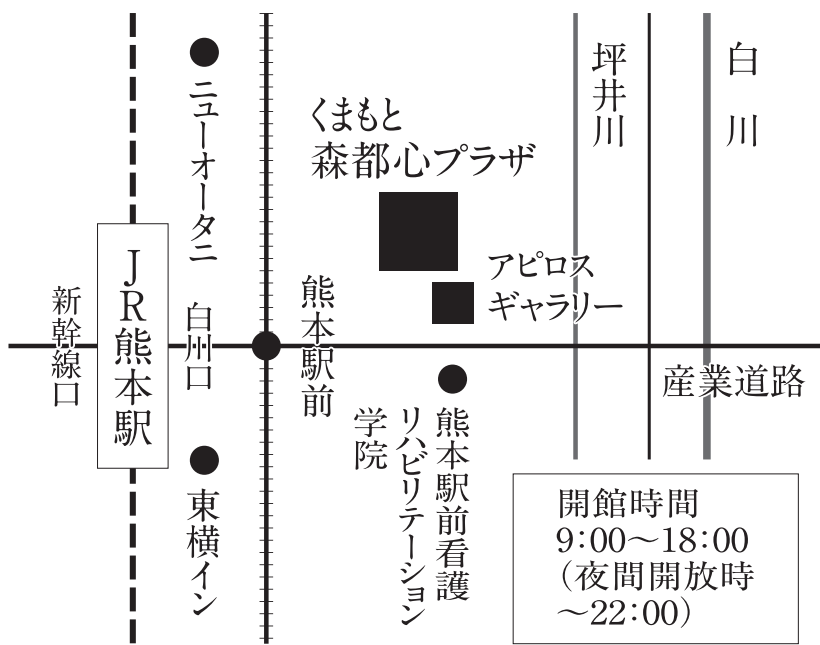 ニューオータニ
くまもと
森都心プラザ
坪井川
白川
アピロス
ギャラリー
新幹線口
JR熊本駅
白川口
熊本駅前
産業道路
東横イン
熊本駅前看護
リハビリテーション
学院
開館時間
9:00〜18:00
（夜間開放時
〜22:00）